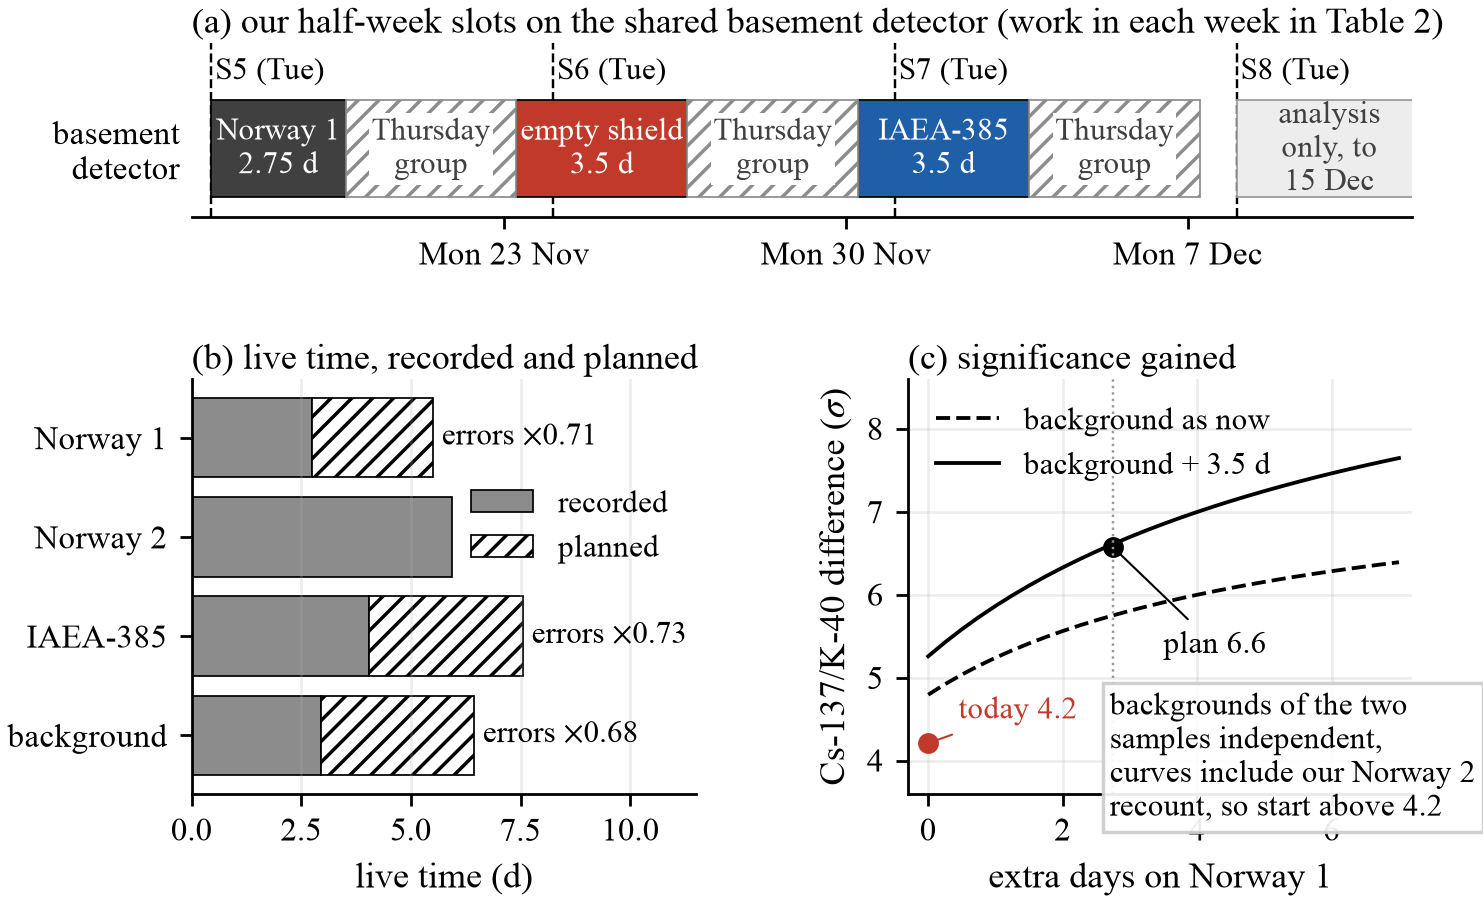 (a) our half-week slots on the shared basement detector (work in each week in Table 2)
S5 (Tue)
S6 (Tue)
S7 (Tue)
S8 (Tue)
basement
detector
Norway 1
2.75 d
Thursday
group
empty shield
3.5 d
Thursday
group
IAEA-385
3.5 d
Thursday
group
analysis
only, to
15 Dec
Mon 23 Nov
Mon 30 Nov
Mon 7 Dec
(b) live time, recorded and planned
Norway 1
errors ×0.71
Norway 2
recorded
planned
IAEA-385
errors ×0.73
background
errors ×0.68
0.0
2.5
5.0
7.5
10.0
live time (d)
(c) significance gained
Cs-137/K-40 difference (σ)
8
7
6
5
4
background as now
background + 3.5 d
plan 6.6
today 4.2
backgrounds of the two
samples independent,
curves include our Norway 2
recount, so start above 4.2
0
2
4
6
extra days on Norway 1